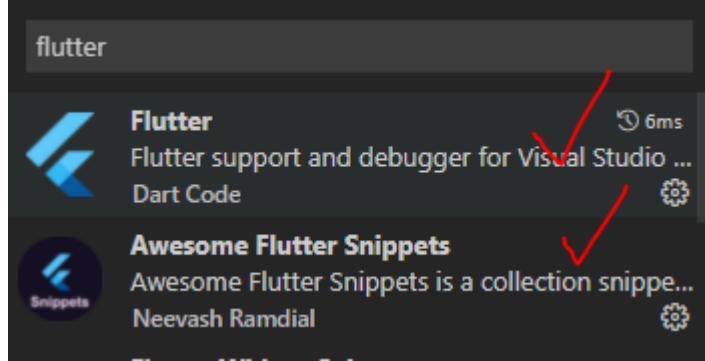 flutter
Flutter
6ms
Flutter support and debugger for Visual Studio ...
Dart Code
Awesome Flutter Snippets
Snippets
Awesome Flutter Snippets is a collection snippe...
Neevash Ramdial